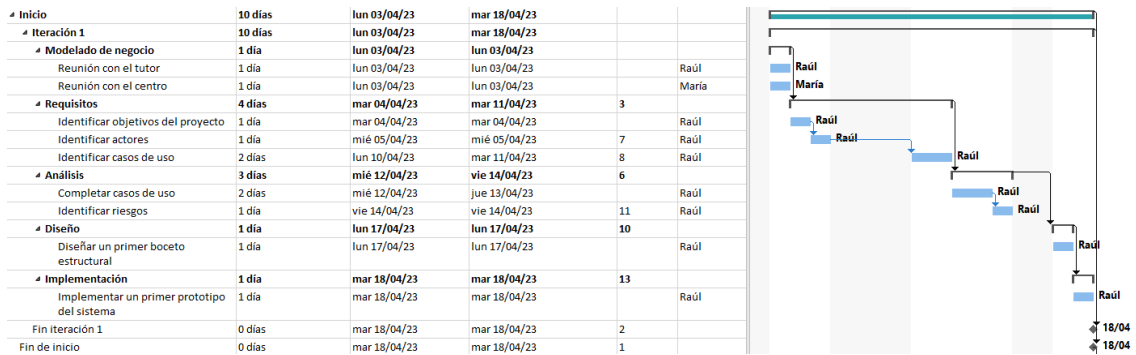 Inicio 10 días lun 03/04/23 mar 18/04/23
Iteración 1 10 días lun 03/04/23 mar 18/04/23
Modelado de negocio 1 día lun 03/04/23 lun 03/04/23
Reunión con el tutor 1 día lun 03/04/23 lun 03/04/23 Raúl Raúl
Reunión con el centro 1 día lun 03/04/23 lun 03/04/23 María María
Requisitos 4 días mar 04/04/23 mar 11/04/23 3
Identificar objetivos del proyecto 1 día mar 04/04/23 mar 04/04/23 Raúl Raúl
Identificar actores 1 día mié 05/04/23 mié 05/04/23 7 Raúl Raúl
Identificar casos de uso 2 días lun 10/04/23 mar 11/04/23 8 Raúl Raúl
Análisis 3 días mié 12/04/23 vie 14/04/23 6
Completar casos de uso 2 días mié 12/04/23 jue 13/04/23 Raúl Raúl
Identificar riesgos 1 día vie 14/04/23 vie 14/04/23 11 Raúl Raúl
Diseño 1 día lun 17/04/23 lun 17/04/23 10
Diseñar un primer boceto 1 día lun 17/04/23 lun 17/04/23 Raúl Raúl
estructural
Implementación 1 día mar 18/04/23 mar 18/04/23 13
Implementar un primer prototipo 1 día mar 18/04/23 mar 18/04/23 Raúl Raúl
del sistema
Fin iteración 1 0 días mar 18/04/23 mar 18/04/23 2 18/04
Fin de inicio 0 días mar 18/04/23 mar 18/04/23 1 18/04